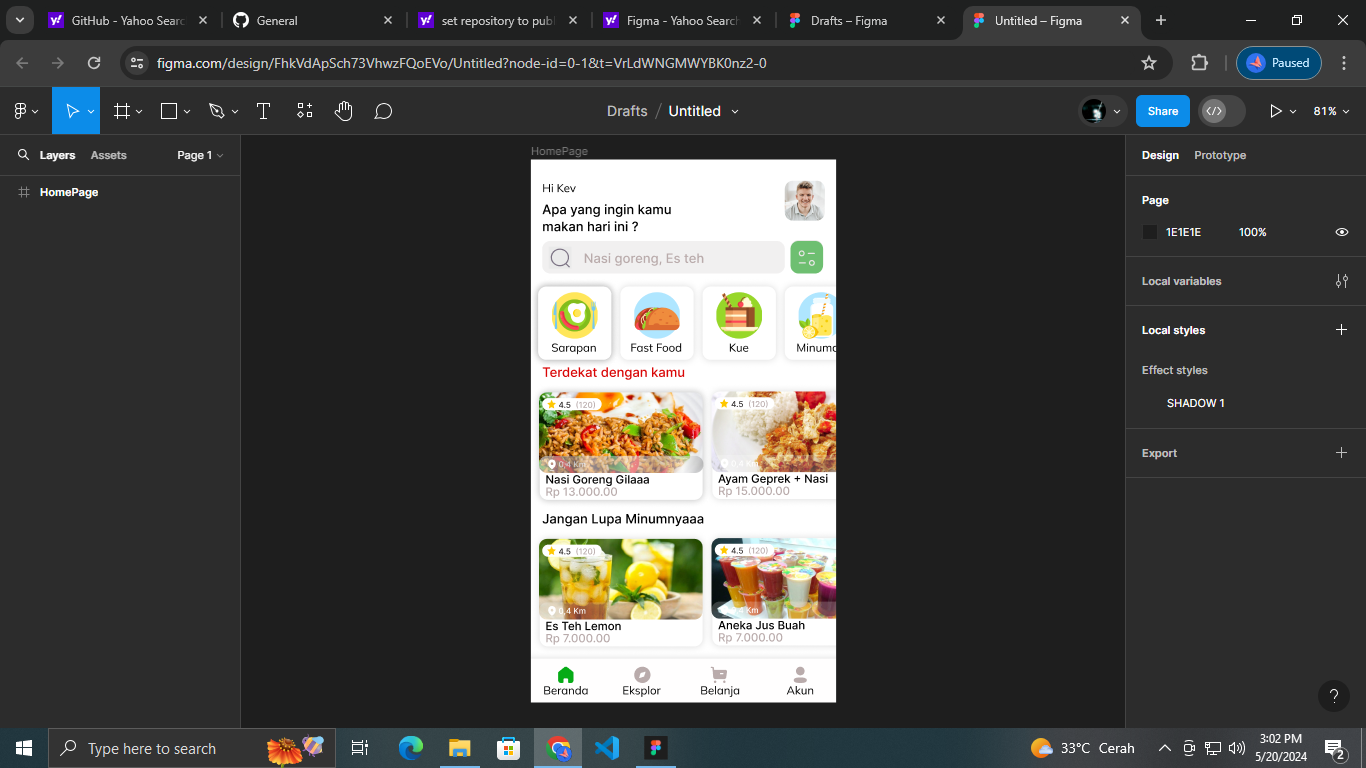 GitHub - Yahoo Searc
General
set repository to publ
Figma - Yahoo Search
Drafts – Figma
Untitled – Figma
figma.com/design/FhkVdApSch73VhwzFQoEVo/Untitled?node-id=0-1&t=VrLdWNGMWYBK0nz2-0
Paused
Drafts / Untitled
Share
81%
Layers
Assets
Page 1
HomePage
HomePage
Hi Kev
Apa yang ingin kamu
makan hari ini ?
Nasi goreng, Es teh
Sarapan
Fast Food
Kue
Minuma
Terdekat dengan kamu
4.5 (120)
0,4 Km
Nasi Goreng Gilaaa
Rp 13.000.00
4.5 (120)
0,4 Km
Ayam Geprek + Nasi
Rp 15.000.00
Jangan Lupa Minumnyaaa
4.5 (120)
0,4 Km
Es Teh Lemon
Rp 7.000.00
4.5 (120)
0,4 Km
Aneka Jus Buah
Rp 7.000.00
Beranda
Eksplor
Belanja
Akun
Design
Prototype
Page
1E1E1E
100%
Local variables
Local styles
Effect styles
SHADOW 1
Export
?
Type here to search
33°C Cerah
3:02 PM
5/20/2024
2